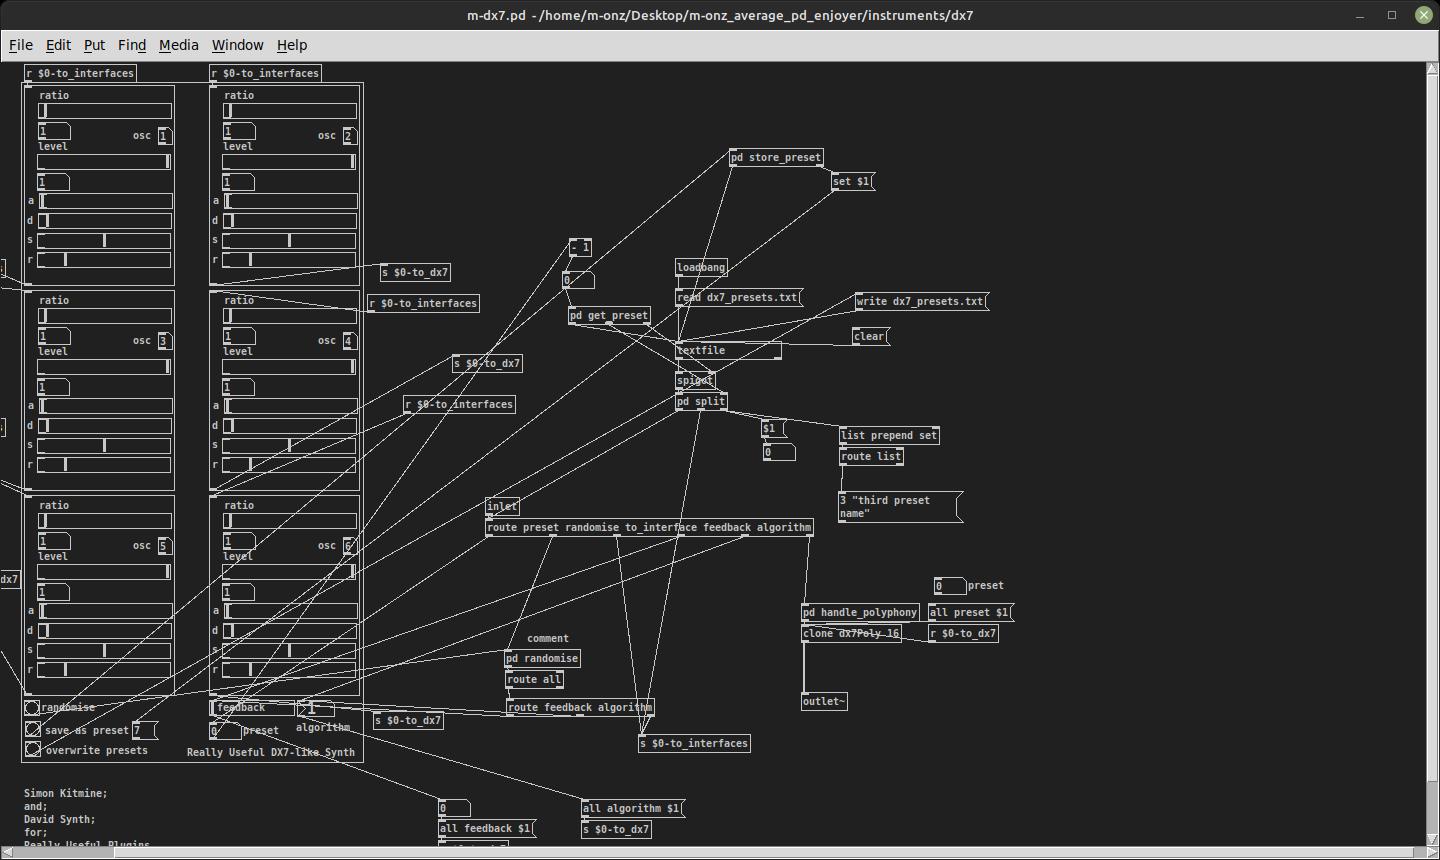 m-dx7.pd - /home/m-onz/Desktop/m-onz_average_pd_enjoyer/instruments/dx7
File Edit Put Find Media Window Help
r $0-to_interfaces
r $0-to_interfaces
ratio
1
osc 1
level
1
a
d
s
r
ratio
1
osc 2
level
1
a
d
s
r
ratio
1
osc 3
level
1
a
d
s
r
ratio
1
osc 4
level
1
a
d
s
r
ratio
1
osc 5
level
1
a
d
s
r
ratio
1
osc 6
level
1
a
d
s
r
dx7
randomise
feedback
1
save as preset 7
0 preset
algorithm
overwrite presets
Really Useful DX7-like Synth
s $0-to_dx7
r $0-to_interfaces
s $0-to_dx7
r $0-to_interfaces
s $0-to_dx7
pd store_preset
set $1
- 1
0
loadbang
read dx7_presets.txt
write dx7_presets.txt
pd get_preset
clear
textfile
spigot
pd split
$1
0
list prepend set
route list
3 "third preset
name"
inlet
route preset randomise to_interface feedback algorithm
0 preset
pd handle_polyphony
all preset $1
clone dx7Poly 16
r $0-to_dx7
outlet~
comment
pd randomise
route all
route feedback algorithm
s $0-to_interfaces
0
all feedback $1
all algorithm $1
s $0-to_dx7
Simon Kitmine;
and;
David Synth;
for;
Really Useful Plugins